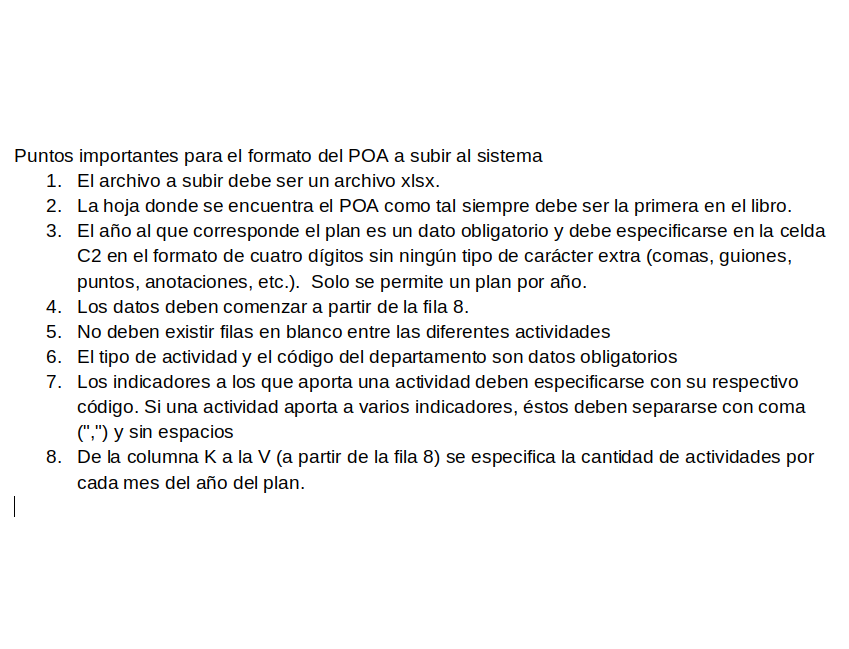 Puntos importantes para el formato del POA a subir al sistema
1. El archivo a subir debe ser un archivo xlsx.
2. La hoja donde se encuentra el POA como tal siempre debe ser la primera en el libro.
3. El año al que corresponde el plan es un dato obligatorio y debe especificarse en la celda
C2 en el formato de cuatro dígitos sin ningún tipo de carácter extra (comas, guiones,
puntos, anotaciones, etc.).  Solo se permite un plan por año.
4. Los datos deben comenzar a partir de la fila 8.
5. No deben existir filas en blanco entre las diferentes actividades
6. El tipo de actividad y el código del departamento son datos obligatorios
7. Los indicadores a los que aporta una actividad deben especificarse con su respectivo
código. Si una actividad aporta a varios indicadores, éstos deben separarse con coma
(",") y sin espacios
8. De la columna K a la V (a partir de la fila 8) se especifica la cantidad de actividades por
cada mes del año del plan.